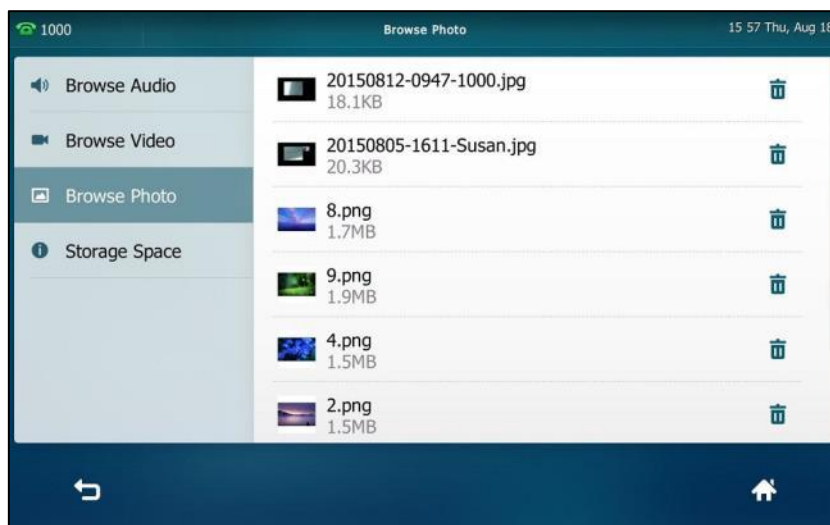 1000
Browse Photo
15 57 Thu, Aug 18
Browse Audio
Browse Video
Browse Photo
Storage Space
20150812-0947-1000.jpg
18.1KB
20150805-1611-Susan.jpg
20.3KB
8.png
1.7MB
9.png
1.9MB
4.png
1.5MB
2.png
1.5MB